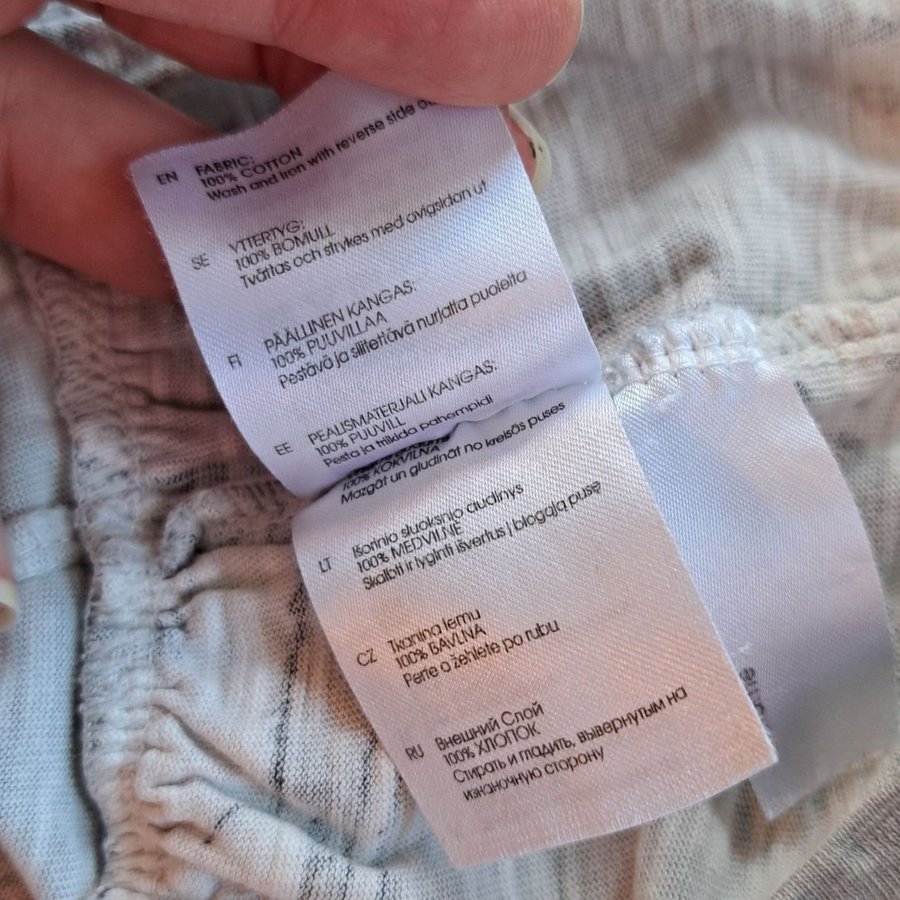 EN FABRIC:
100% COTTON
Wash and iron with reverse side
SE YTTERTYG:
100% BOMULL
Tvättas och strykes med avigsidan ut
FI PÄÄLLINEN KANGAS:
100% PUUVILLAA
Pestävä ja silitettävä nurjalta puolelta
EE PEALISMATERJALI KANGAS:
100% PUUVILL
Pesta ja triikida pahempidi
100% KOKVILNA
Mazgāt un gludināt no kreisās puses
LT Išorinio sluoksnio audinys
100% MEDVILNĖ
Skalbti ir lyginti išvertus į blogąją pusę
CZ Tkanina lemu
100% BAVLNA
Perte a žehlete po rubu
RU Внешний Слой
100% ХЛОПОК
Стирать и гладить, вывернутым на
изнаночную сторону